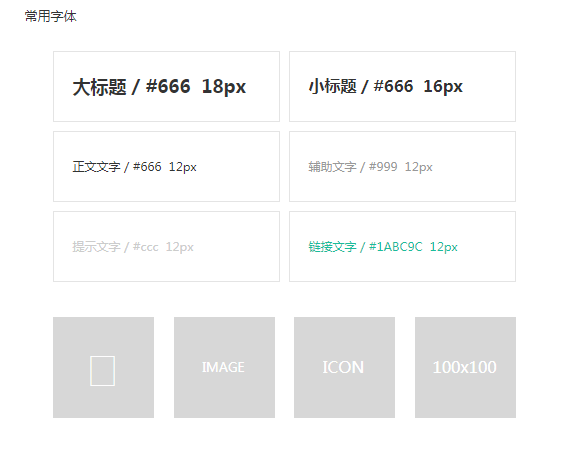 常用字体
大标题 / #666  18px
小标题 / #666  16px
正文文字 / #666  12px
辅助文字 / #999  12px
提示文字 / #ccc  12px
链接文字 / #1ABC9C  12px
IMAGE
ICON
100x100